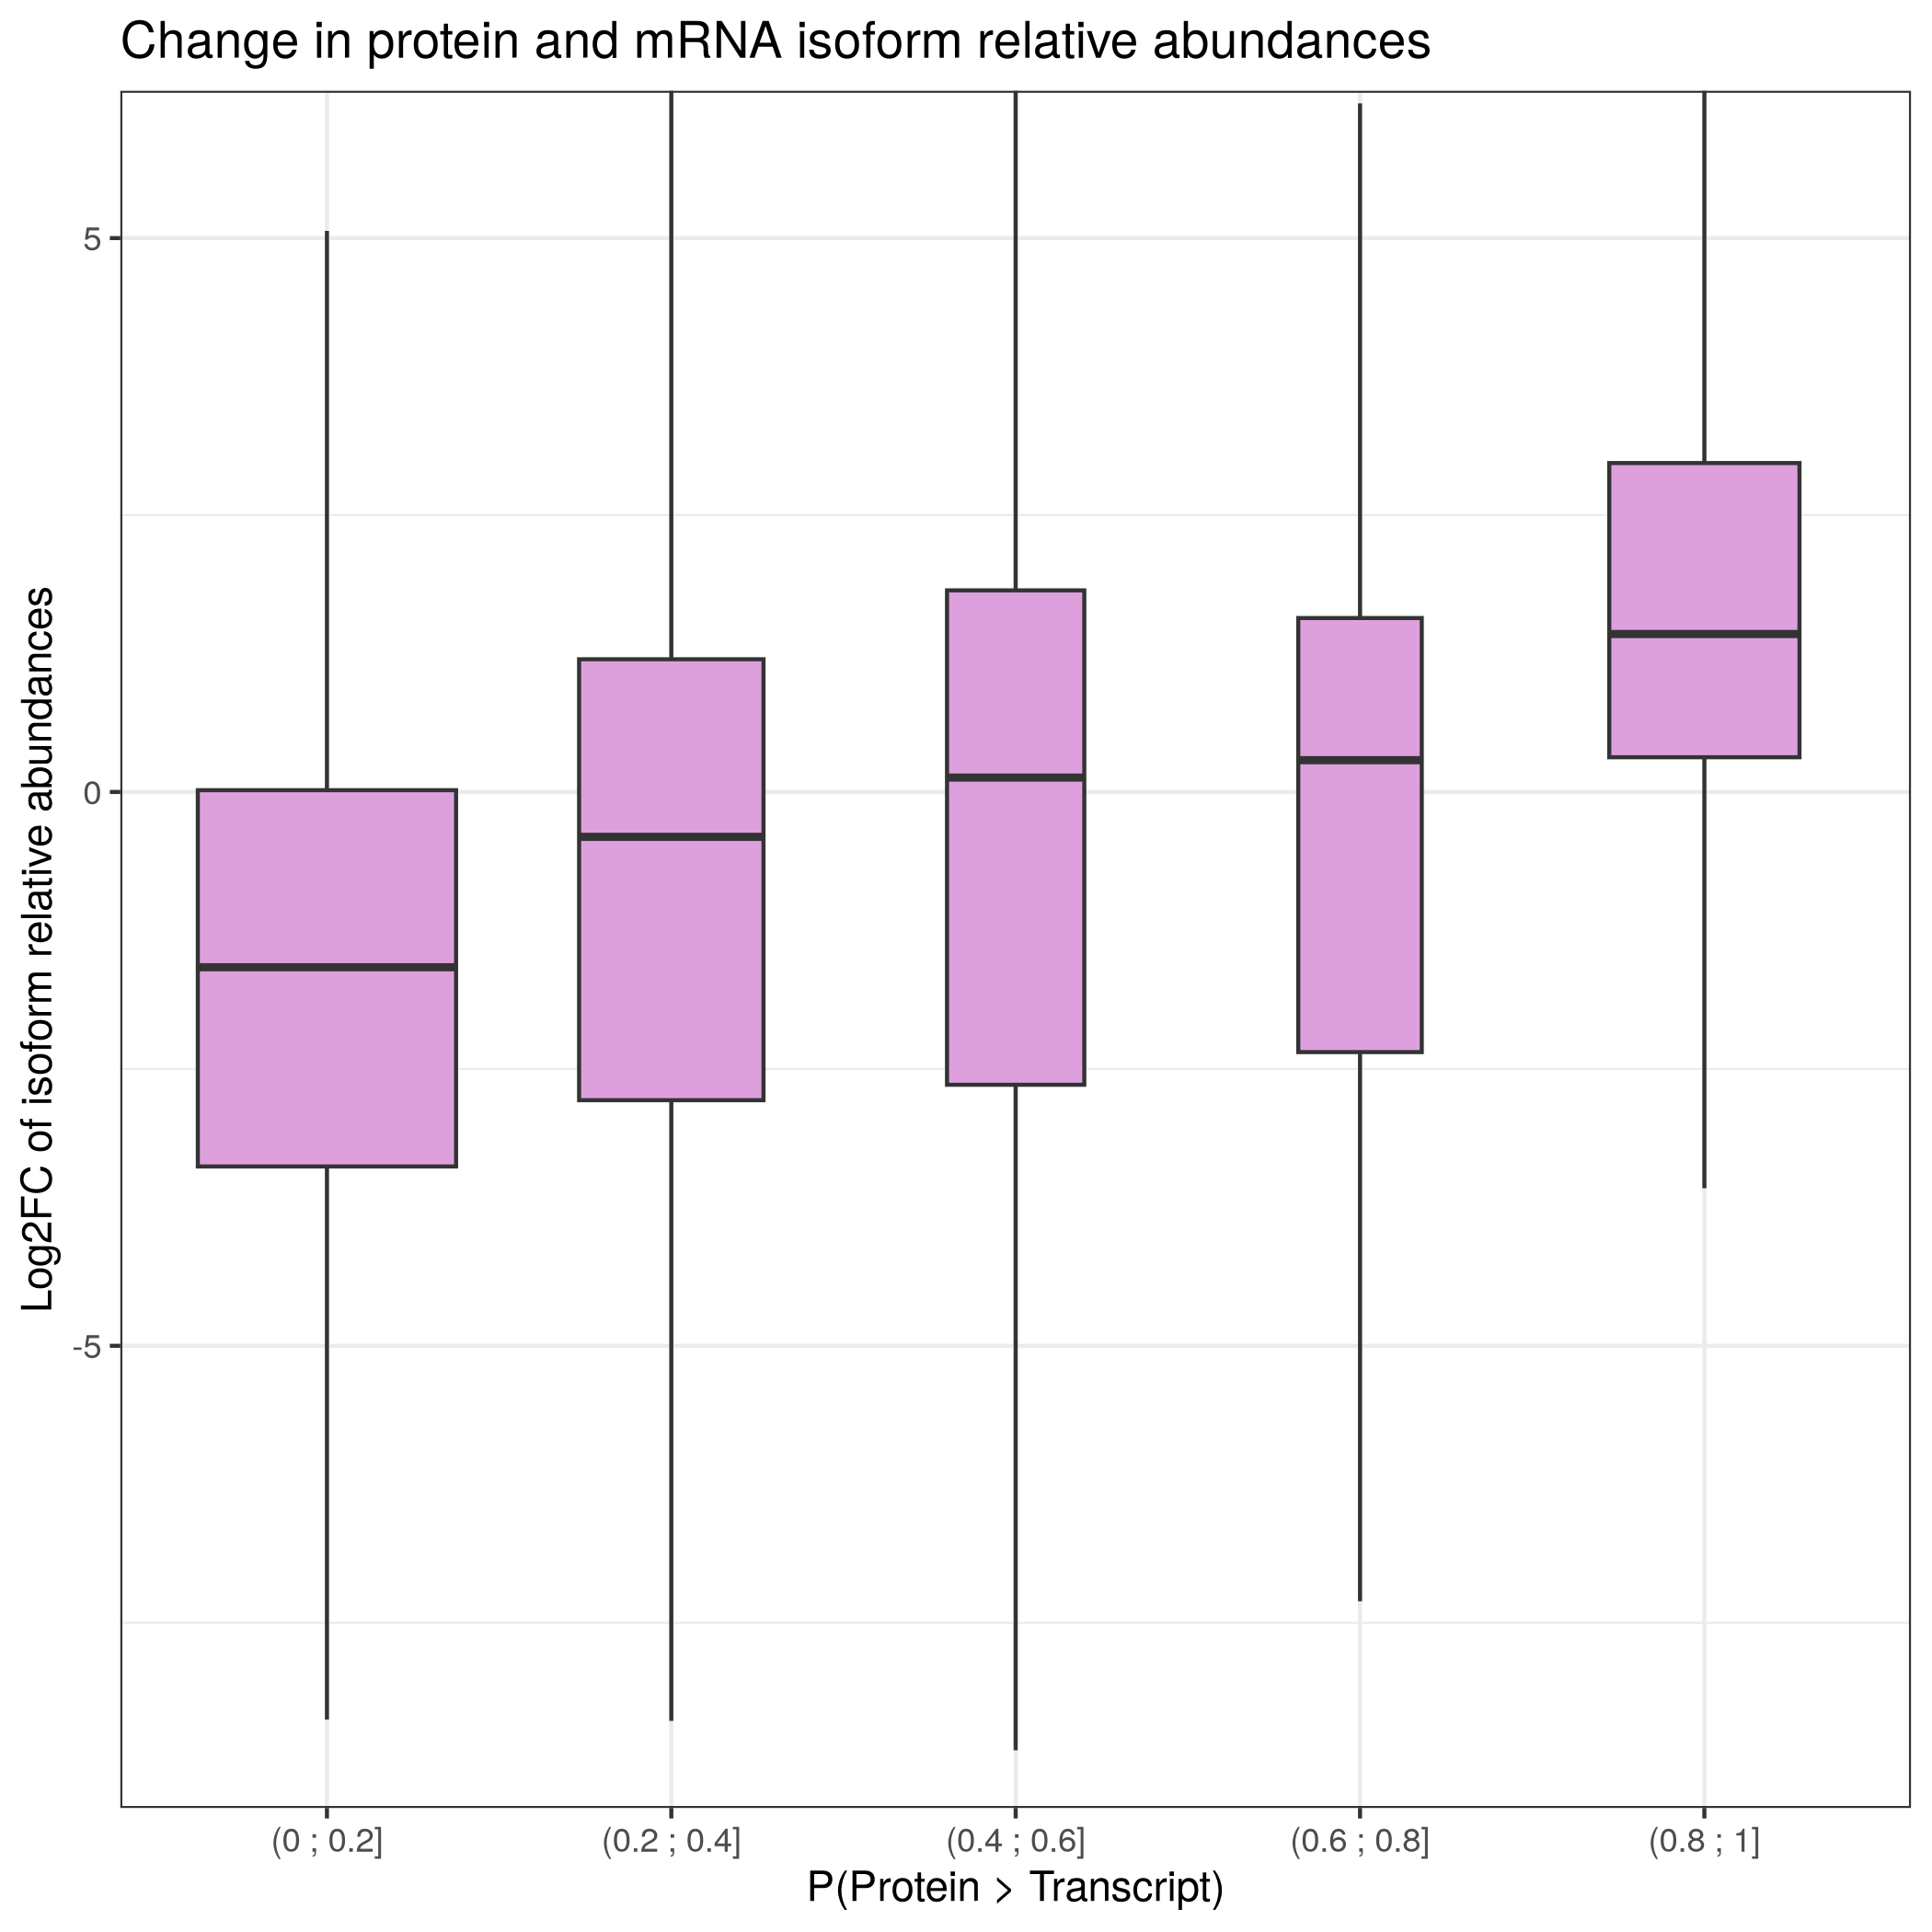 Change in protein and mRNA isoform relative abundances
Log2FC of isoform relative abundances
5
0
-5
(0 ; 0.2]
(0.2 ; 0.4]
(0.4 ; 0.6]
(0.6 ; 0.8]
(0.8 ; 1]
P(Protein > Transcript)